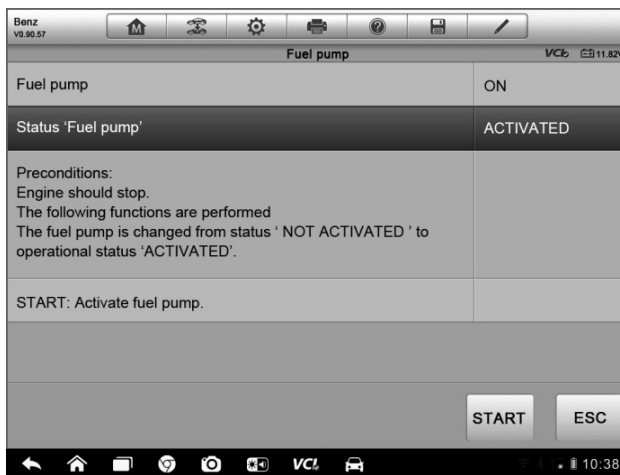 Benz
V0.90.57
M
Fuel pump
VCI 11.82V
Fuel pump ON
Status 'Fuel pump' ACTIVATED
Preconditions:
Engine should stop.
The following functions are performed
The fuel pump is changed from status ' NOT ACTIVATED ' to
operational status 'ACTIVATED'.
START: Activate fuel pump.
START ESC
VCI 10:38